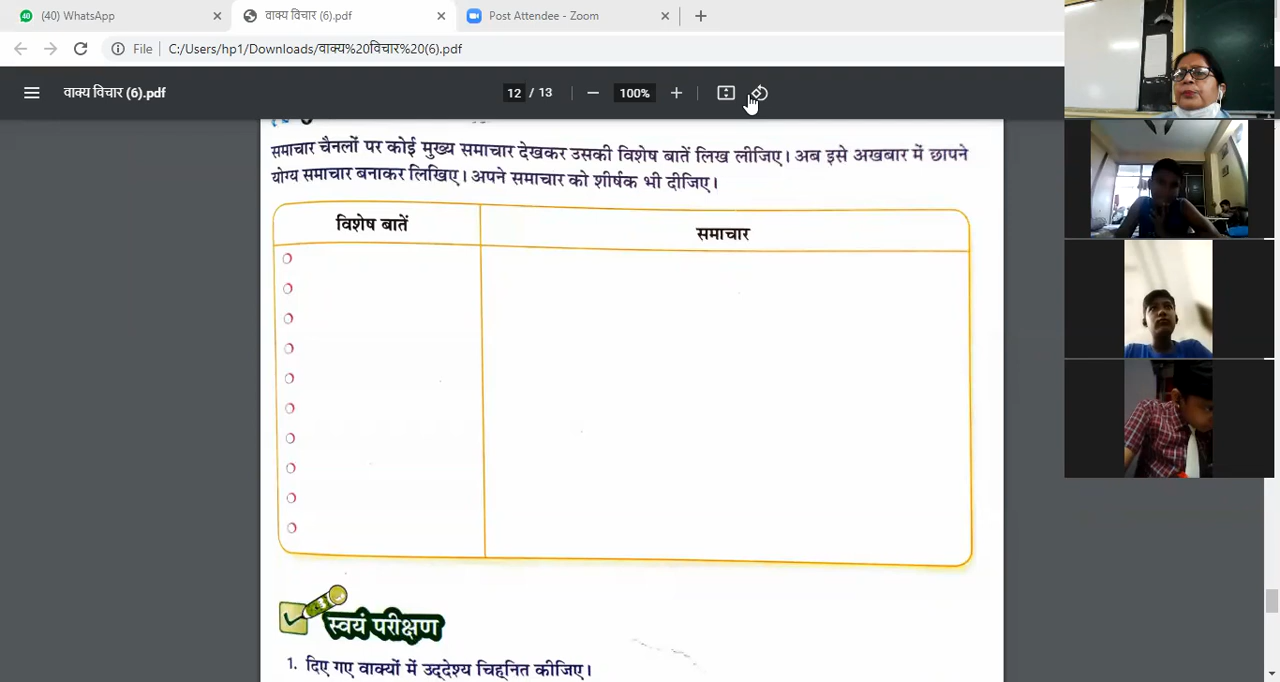 (40) WhatsApp
वाक्य विचार (6).pdf
Post Attendee - Zoom
File
C:/Users/hp1/Downloads/वाक्य%20विचार%20(6).pdf
वाक्य विचार (6).pdf
12 / 13
100%
समाचार चैनलों पर कोई मुख्य समाचार देखकर उसकी विशेष बातें लिख लीजिए। अब इसे अखबार में छापने
योग्य समाचार बनाकर लिखिए। अपने समाचार को शीर्षक भी दीजिए।
विशेष बातें
समाचार
स्वयं परीक्षण
1. दिए गए वाक्यों में उद्देश्य चिह्नित कीजिए।